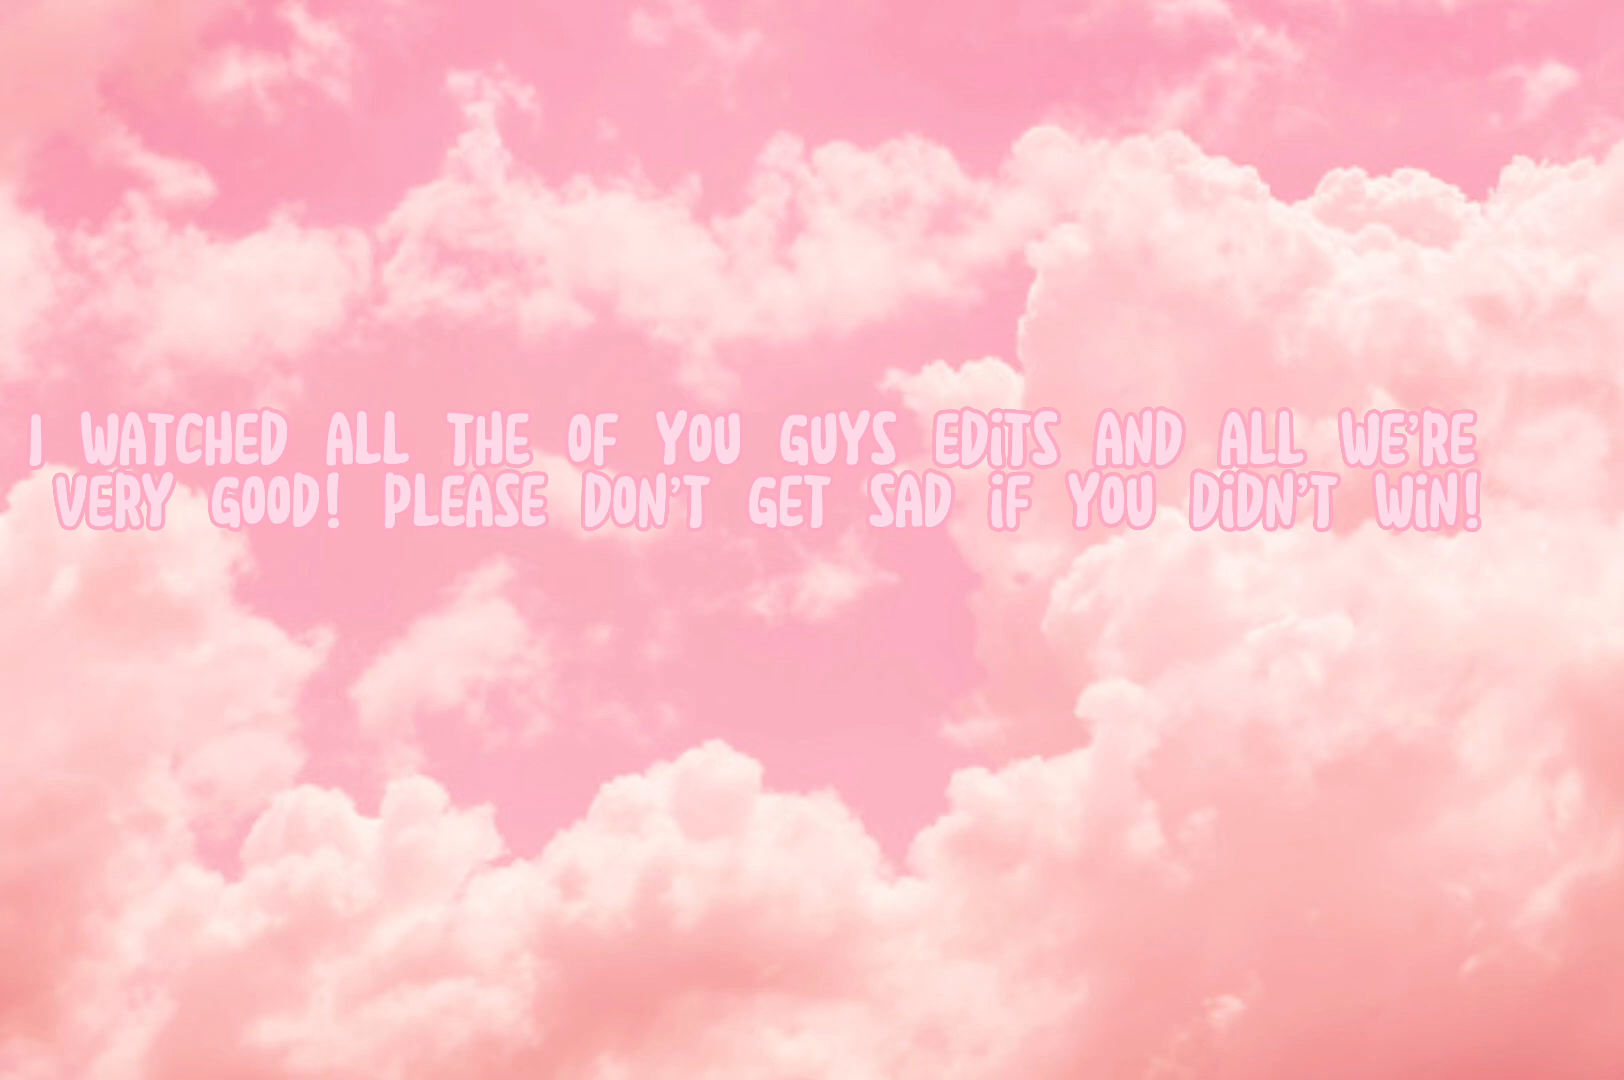 I WATCHED ALL THE OF YOU GUYS EDiTS AND ALL WE'RE
VERY GOOD! PLEASE DON'T GET SAD iF YOU DiDN'T WiN!